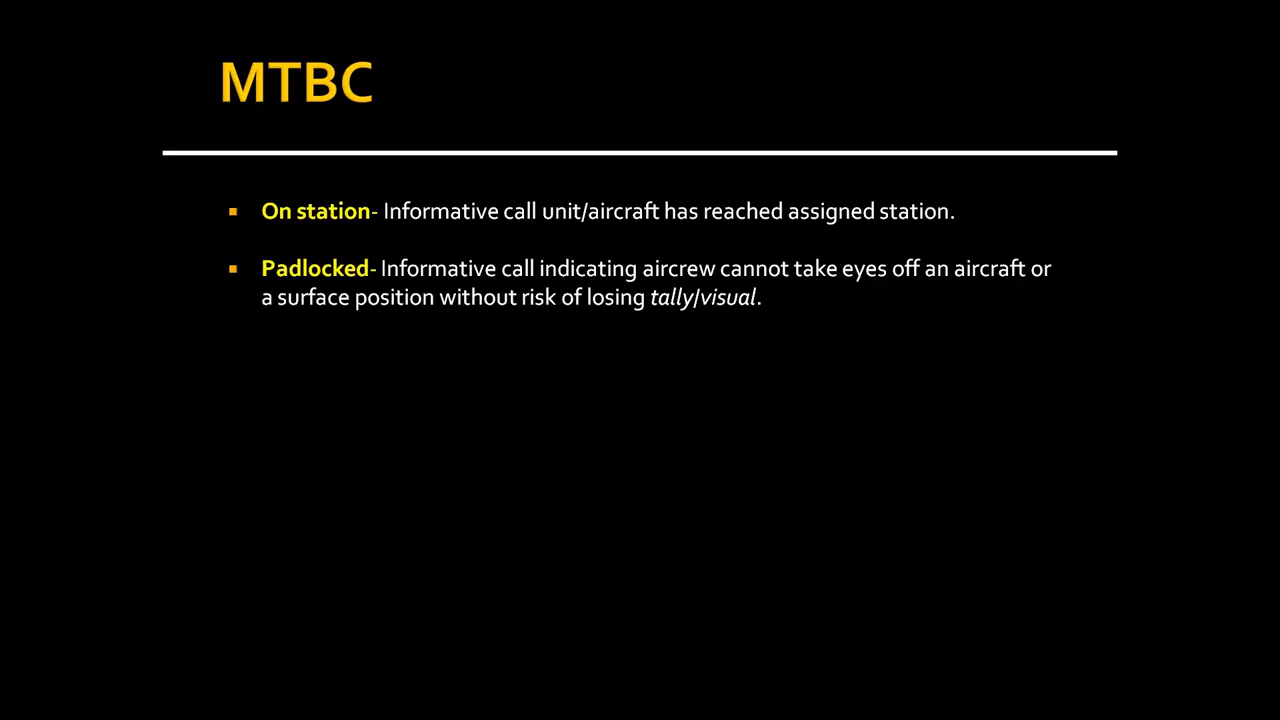 MTBC
On station- Informative call unit/aircraft has reached assigned station.
Padlocked- Informative call indicating aircrew cannot take eyes off an aircraft or
a surface position without risk of losing tally/visual.